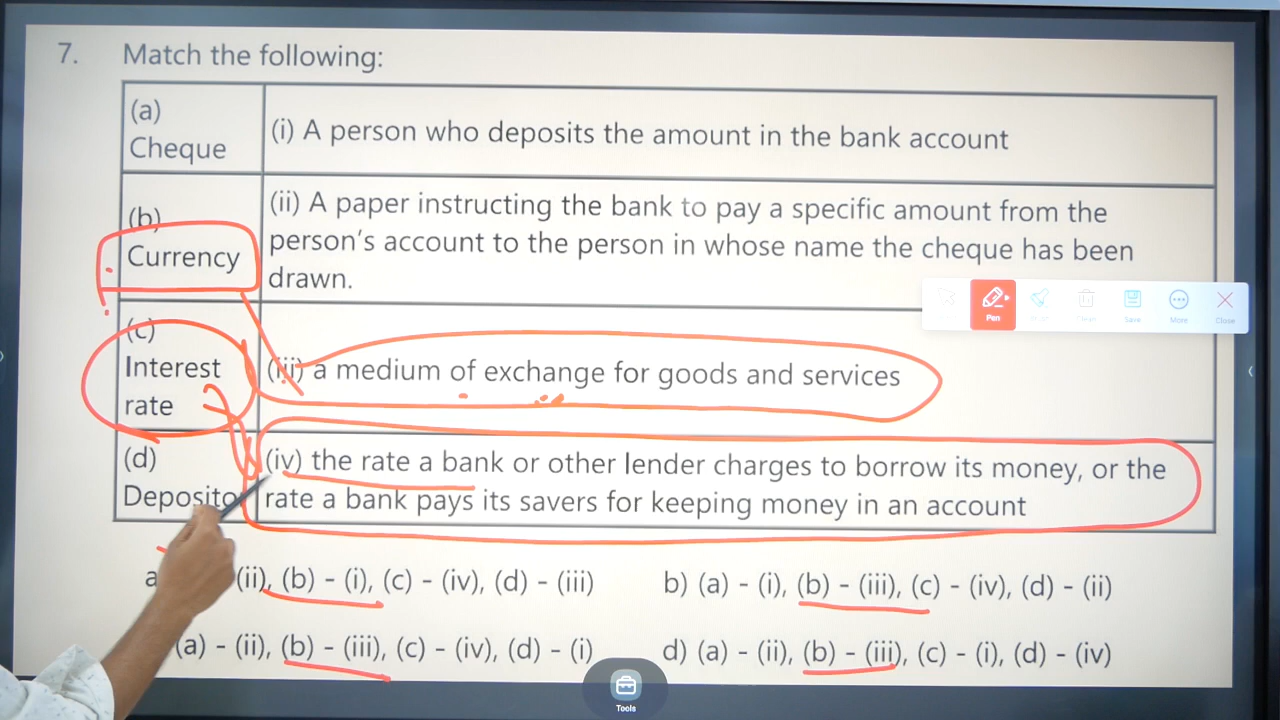 7. Match the following:
(a)
Cheque
(i) A person who deposits the amount in the bank account
(b)
Currency
(ii) A paper instructing the bank to pay a specific amount from the
person's account to the person in whose name the cheque has been
drawn.
(c)
Interest
rate
(iii) a medium of exchange for goods and services
(d)
Deposito
(iv) the rate a bank or other lender charges to borrow its money, or the
rate a bank pays its savers for keeping money in an account
a (ii), (b) - (i), (c) - (iv), (d) - (iii)
b) (a) - (i), (b) - (iii), (c) - (iv), (d) - (ii)
(a) - (ii), (b) - (iii), (c) - (iv), (d) - (i)
d) (a) - (ii), (b) - (iii), (c) - (i), (d) - (iv)
Pen
Save
More
Close
Tools